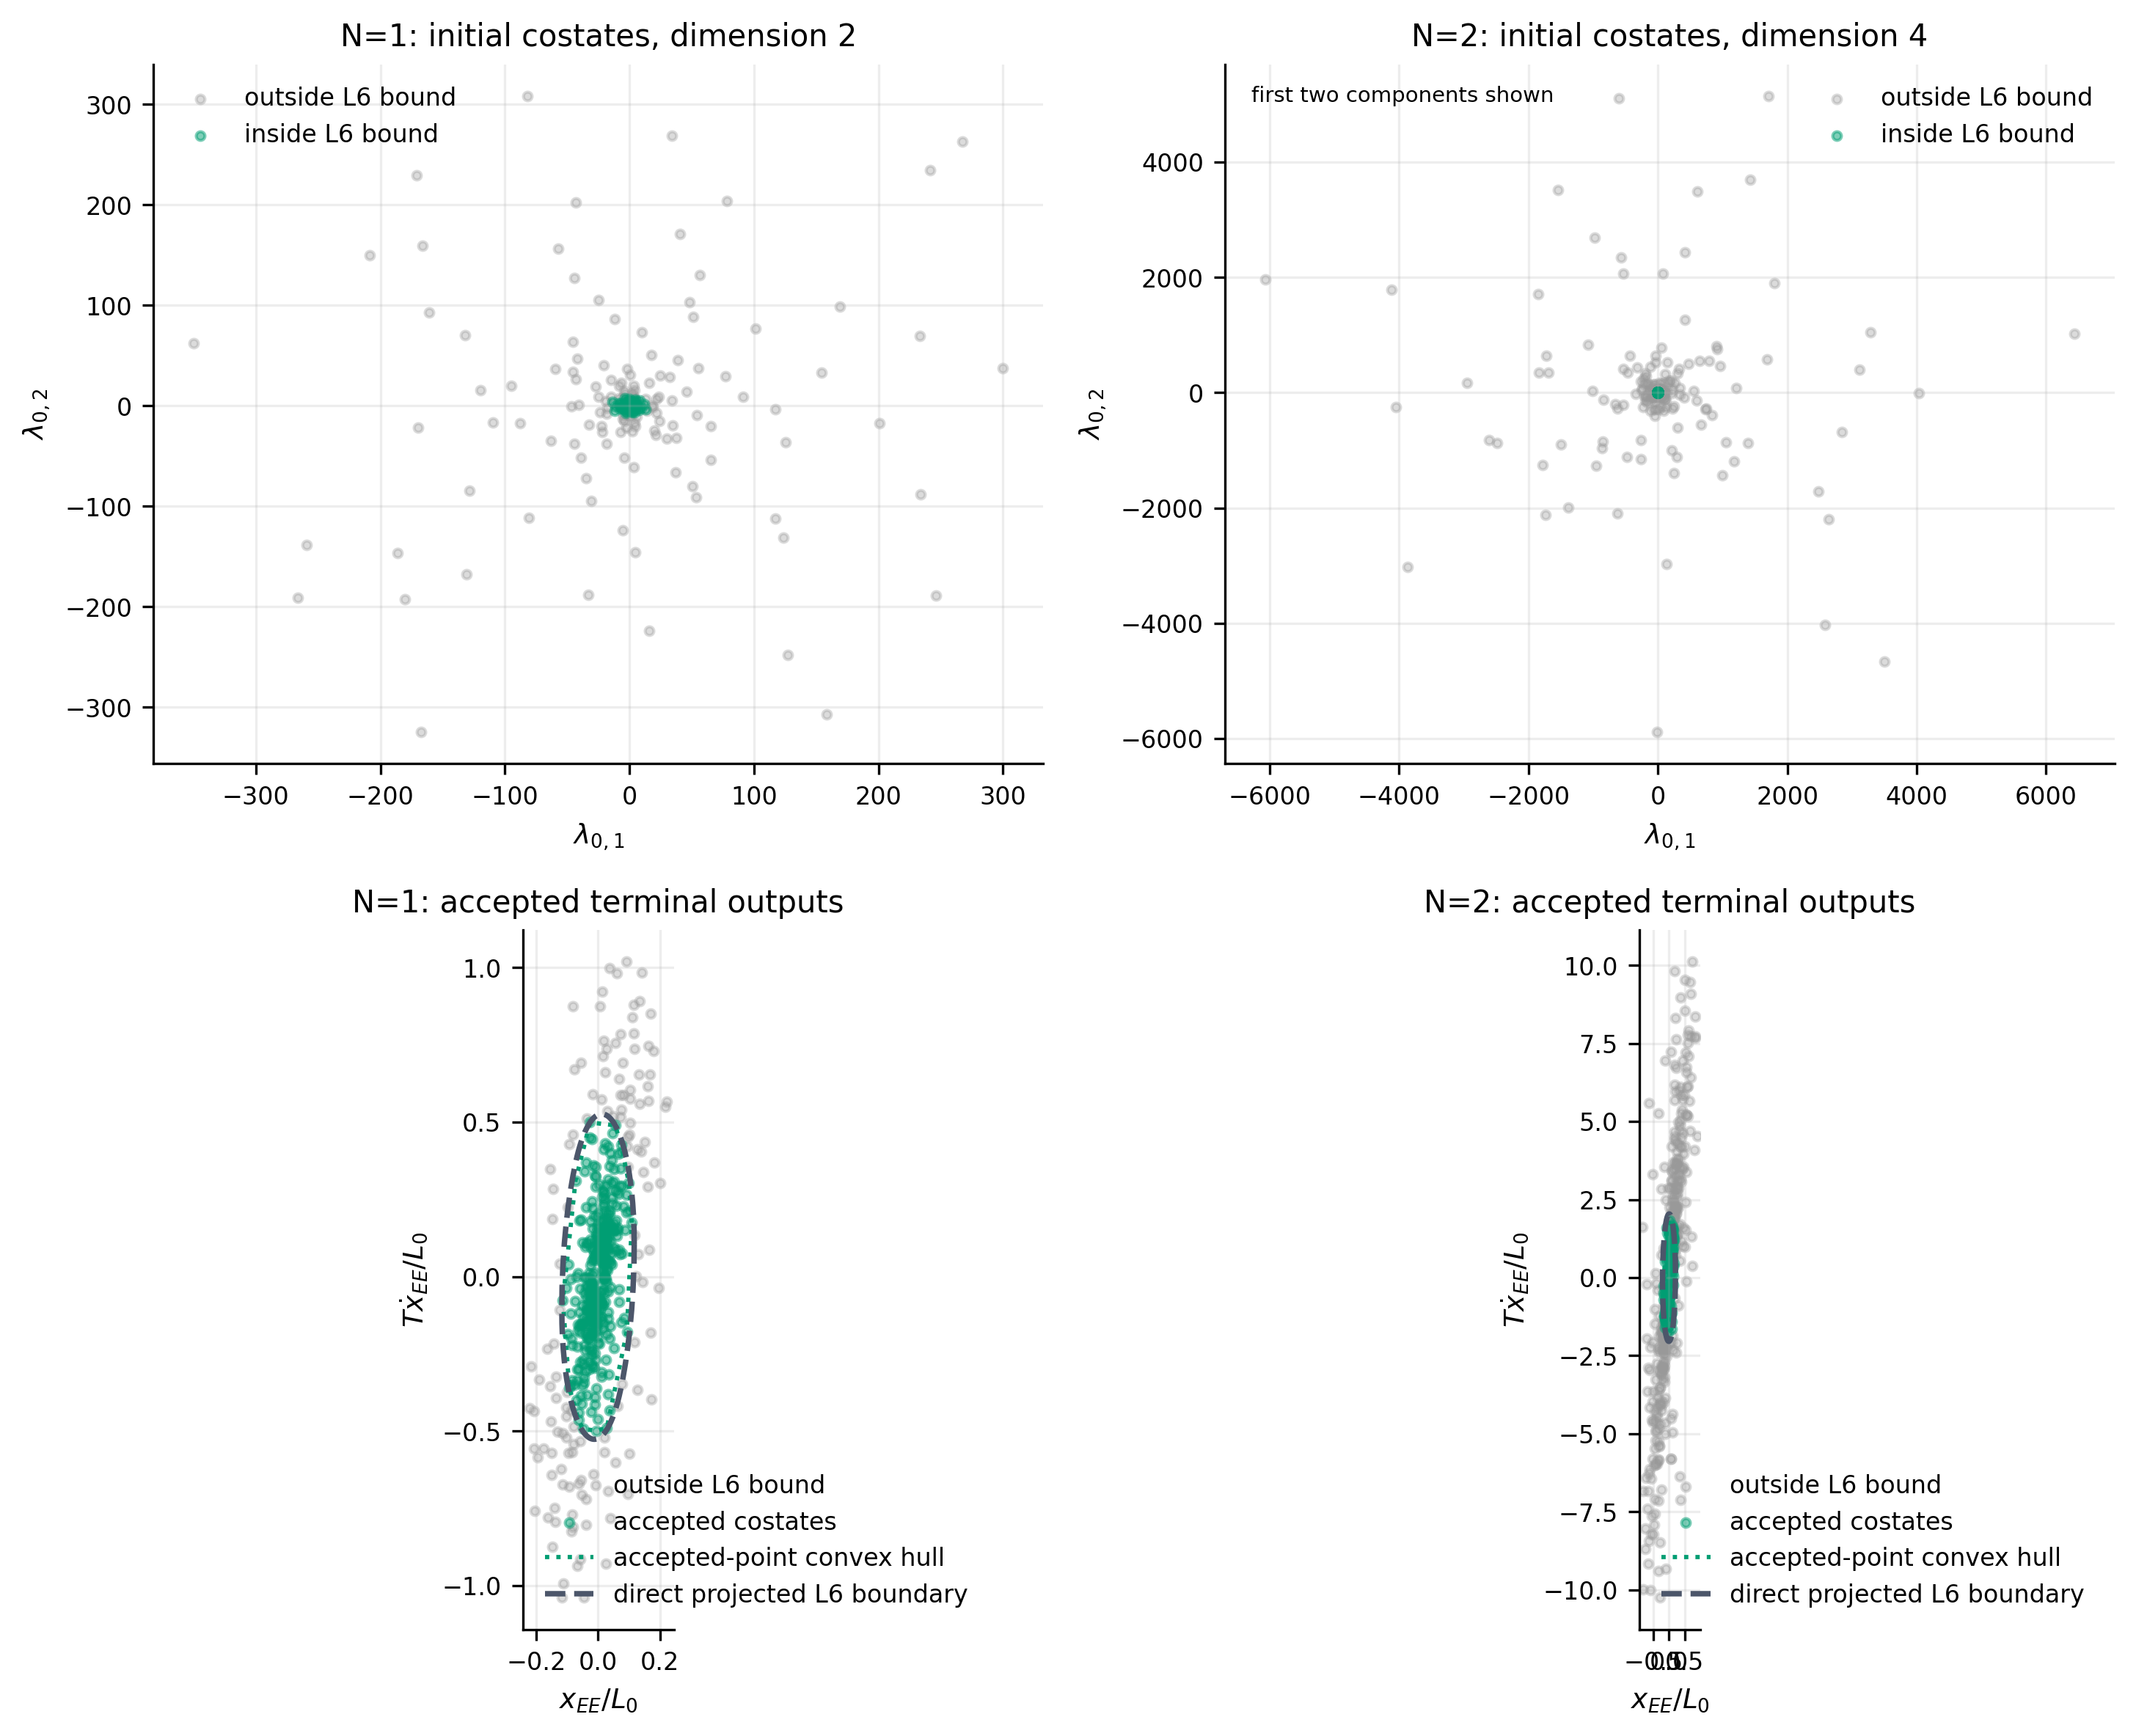 N=1: initial costates, dimension 2
outside L6 bound
inside L6 bound
300
200
100
0
−100
−200
−300
λ0, 2
−300
−200
−100
0
100
200
300
λ0, 1
N=2: initial costates, dimension 4
first two components shown
outside L6 bound
inside L6 bound
4000
2000
0
−2000
−4000
−6000
λ0, 2
−6000
−4000
−2000
0
2000
4000
6000
λ0, 1
N=1: accepted terminal outputs
1.0
0.5
0.0
−0.5
−1.0
Tẋ_EE/L0
outside L6 bound
accepted costates
accepted-point convex hull
direct projected L6 boundary
−0.2
0.0
0.2
x_EE/L0
N=2: accepted terminal outputs
10.0
7.5
5.0
2.5
0.0
−2.5
−5.0
−7.5
−10.0
Tẋ_EE/L0
outside L6 bound
accepted costates
accepted-point convex hull
direct projected L6 boundary
−0.5
0.0
0.5
x_EE/L0